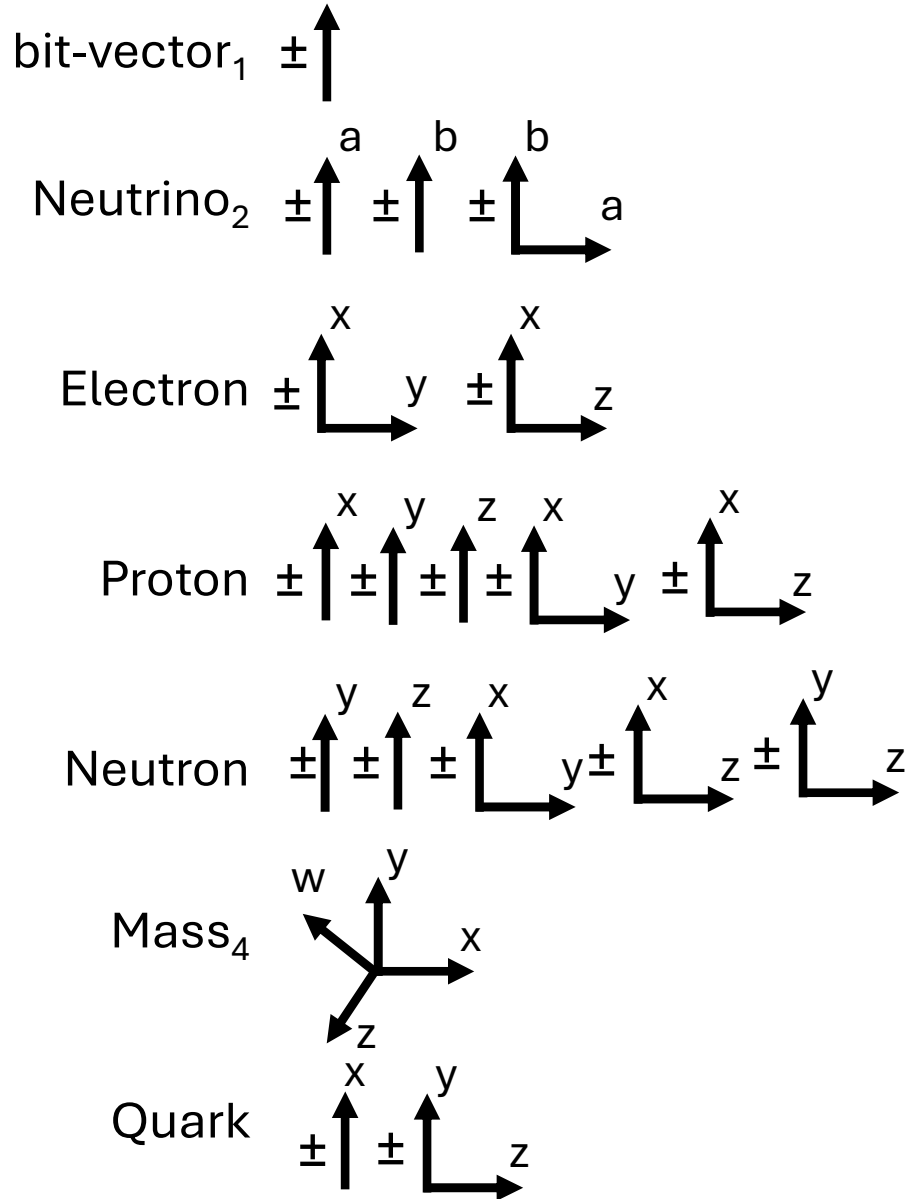 bit-vector₁ ±
a b b
Neutrino₂ ± ± ± a
x x
Electron ± y ± z
x y z x x
Proton ± ± ± ± y ± z
y z x x y
Neutron ± ± ± y ± z ± z
w y
Mass₄ x
z
x y
Quark ± ± z